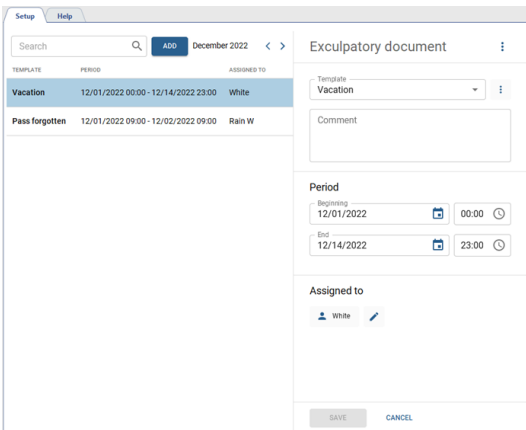 Setup Help
Search ADD December 2022
TEMPLATE PERIOD ASSIGNED TO
Vacation 12/01/2022 00:00 - 12/14/2022 23:00 White
Pass forgotten 12/01/2022 09:00 - 12/02/2022 09:00 Rain W
Exculpatory document
Template
Vacation
Comment
Period
Beginning
12/01/2022 00:00
End
12/14/2022 23:00
Assigned to
White
SAVE CANCEL